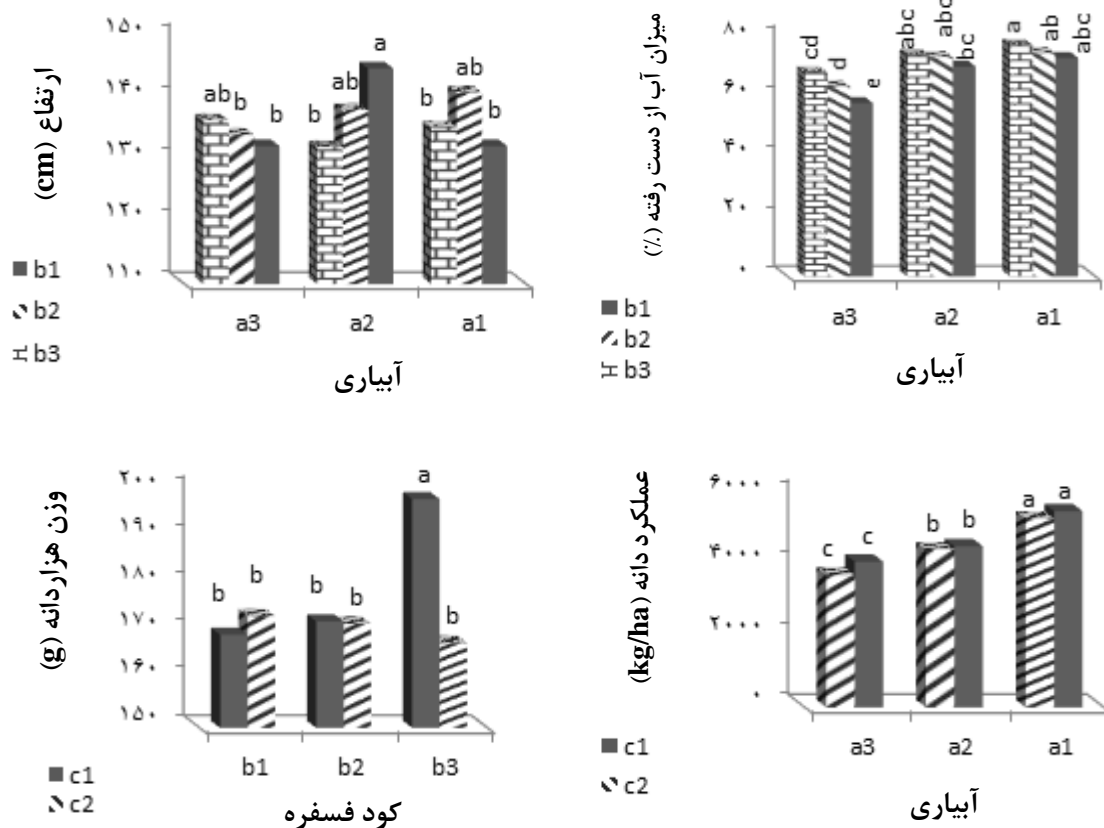 ارتفاع (cm)
۱۵۰
۱۴۰
۱۳۰
۱۲۰
۱۱۰
ab b b
b ab a
b ab b
a3 a2 a1
آبیاری
b1
b2
b3
میزان آب از دست رفته (٪)
۸۰
۶۰
۴۰
۲۰
۰
cd d e
abc abc bc
a ab abc
a3 a2 a1
آبیاری
b1
b2
b3
وزن هزاردانه (g)
۲۰۰
۱۹۰
۱۸۰
۱۷۰
۱۶۰
۱۵۰
b b
b b
a b
b1 b2 b3
کود فسفره
c1
c2
عملکرد دانه (kg/ha)
۶۰۰۰
۴۰۰۰
۲۰۰۰
۰
c c
b b
a a
a3 a2 a1
آبیاری
c1
c2